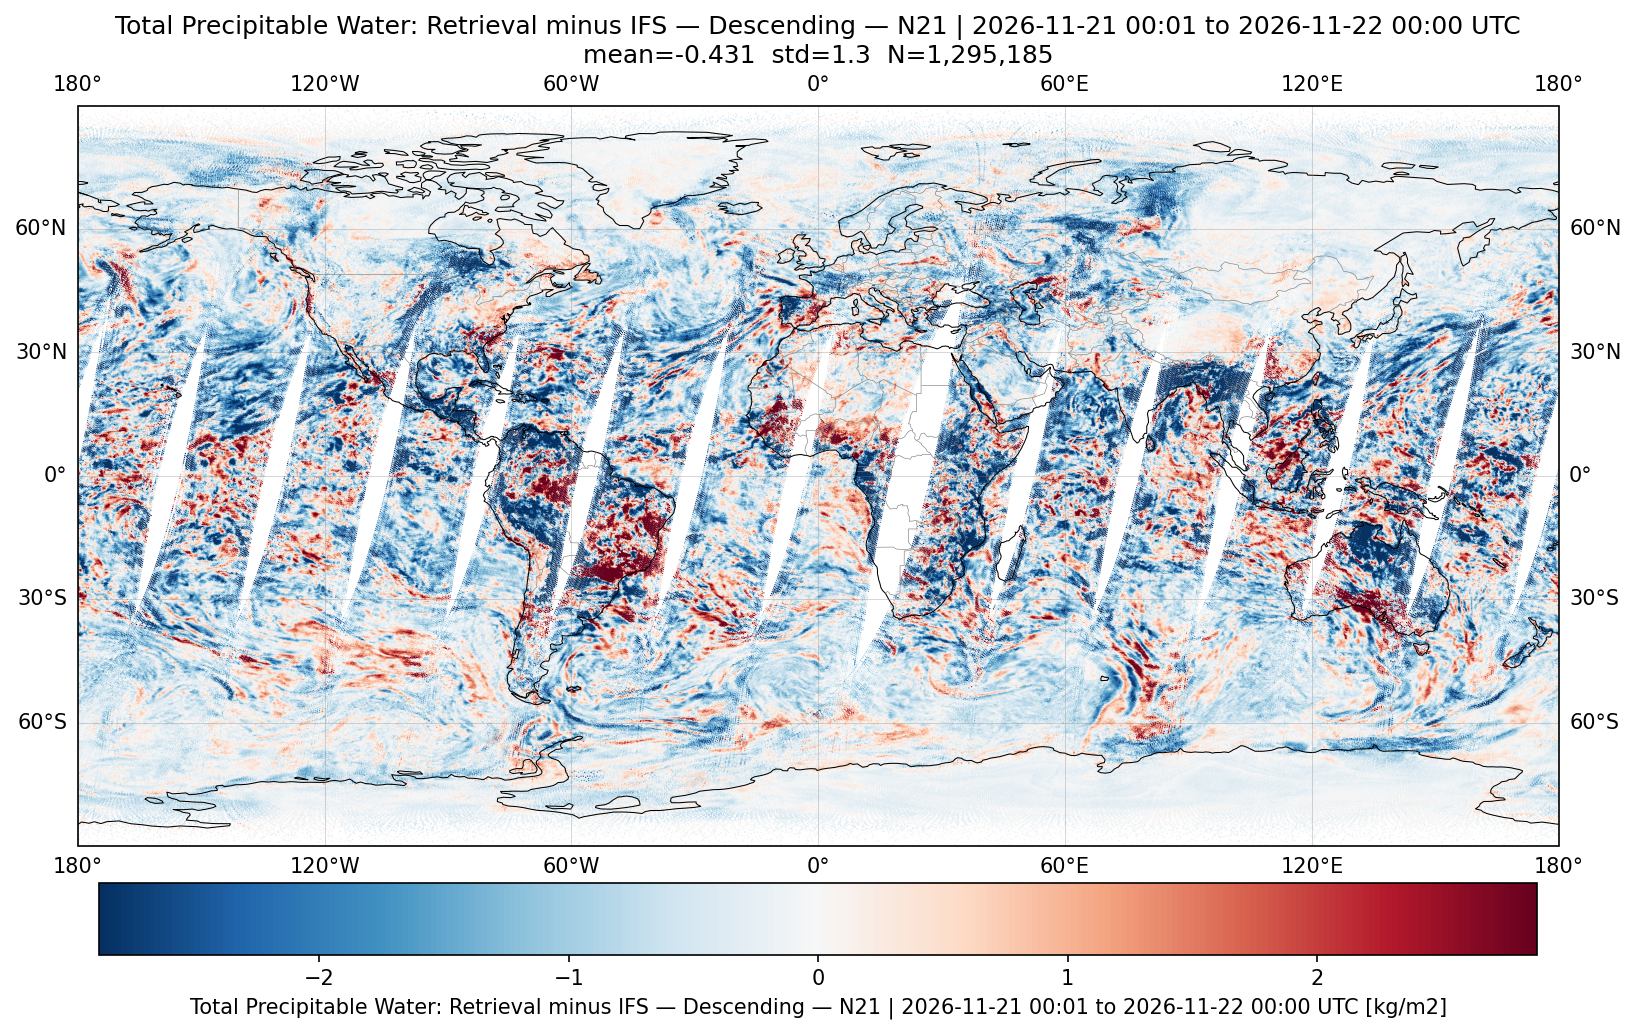 Total Precipitable Water: Retrieval minus IFS — Descending — N21 | 2026-11-21 00:01 to 2026-11-22 00:00 UTC
mean=-0.431 std=1.3 N=1,295,185
180° 120°W 60°W 0° 60°E 120°E 180°
60°N 60°N
30°N 30°N
0° 0°
30°S 30°S
60°S 60°S
180° 120°W 60°W 0° 60°E 120°E 180°
−2 −1 0 1 2
Total Precipitable Water: Retrieval minus IFS — Descending — N21 | 2026-11-21 00:01 to 2026-11-22 00:00 UTC [kg/m2]